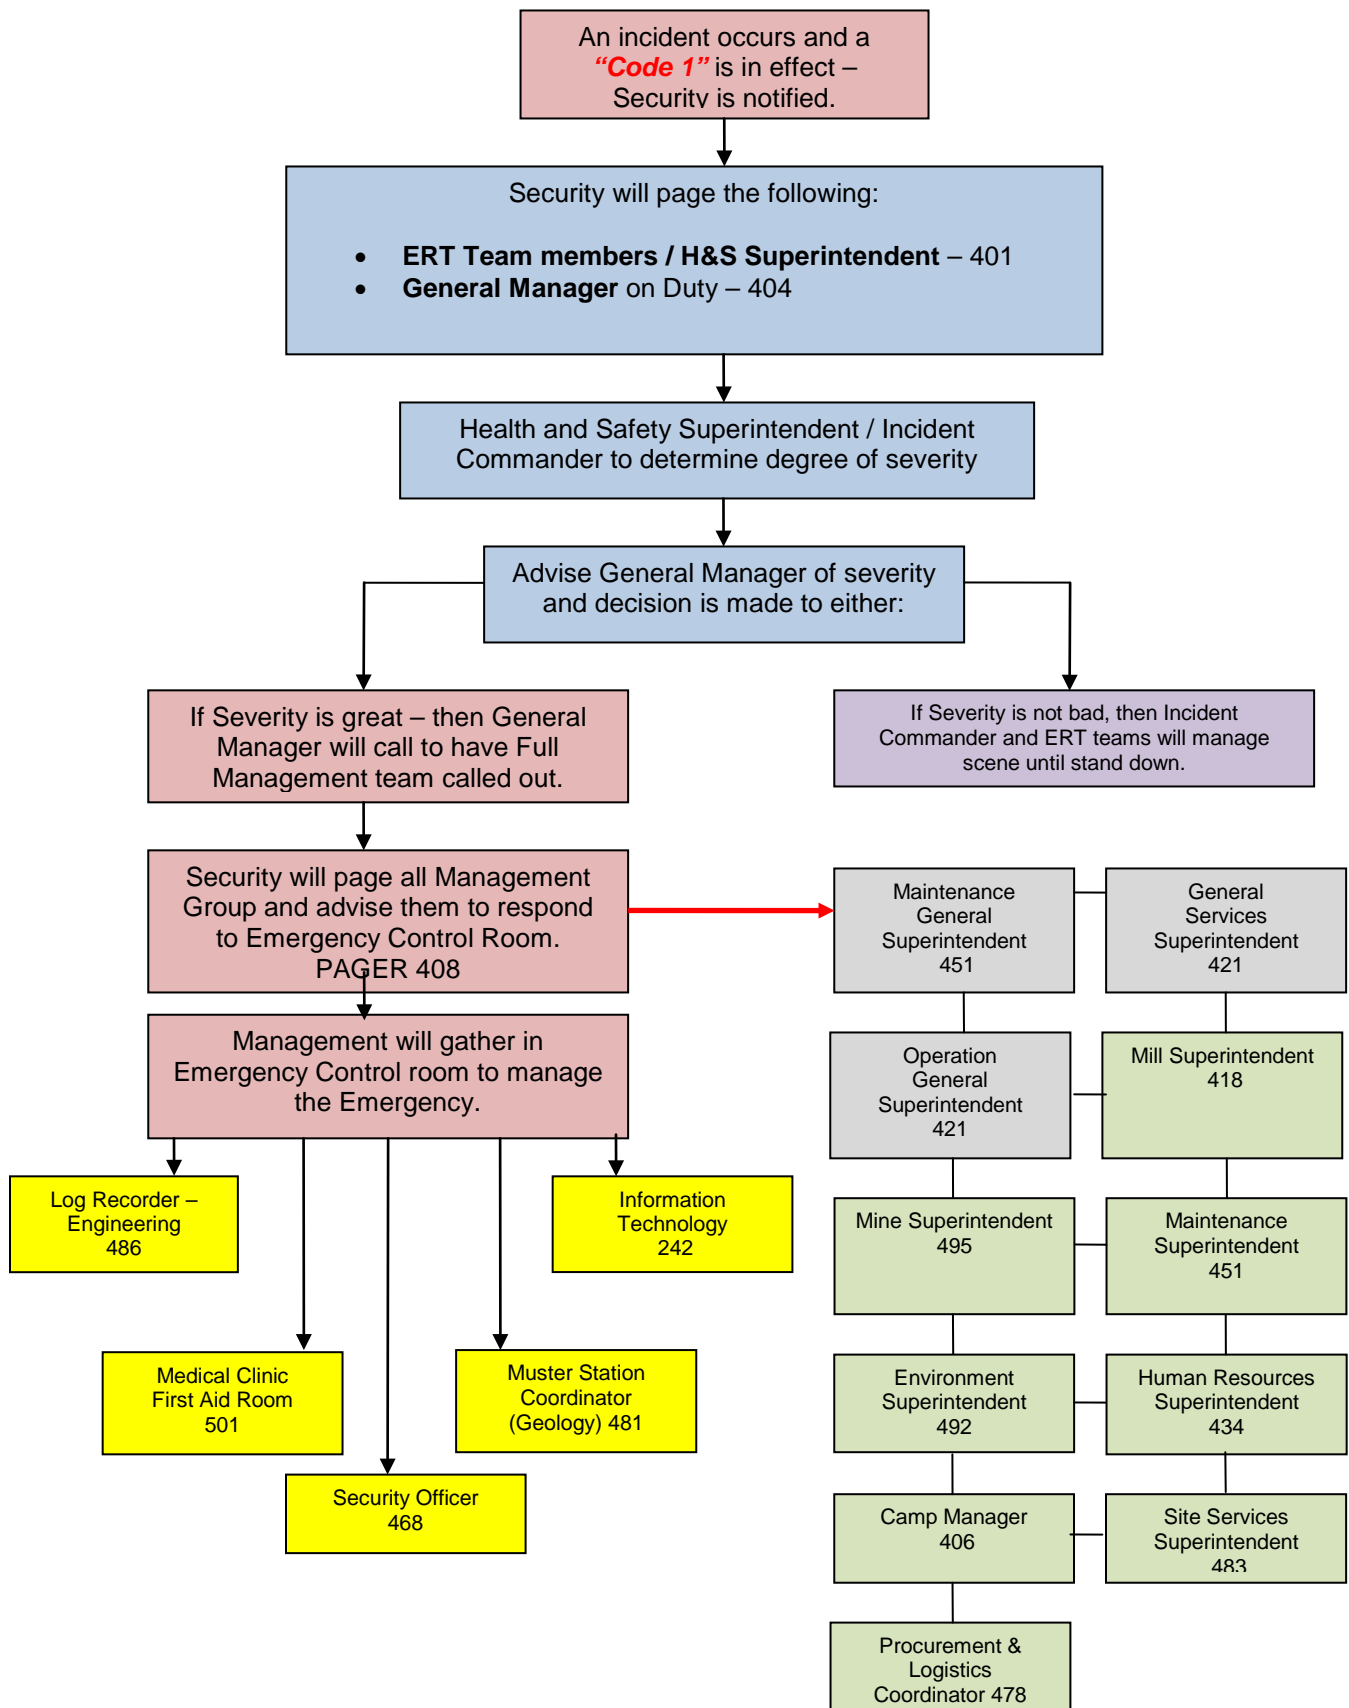 An incident occurs and a
“Code 1” is in effect –
Security is notified.
Security will page the following:
• ERT Team members / H&S Superintendent – 401
• General Manager on Duty – 404
Health and Safety Superintendent / Incident
Commander to determine degree of severity
Advise General Manager of severity
and decision is made to either:
If Severity is great – then General
Manager will call to have Full
Management team called out.
If Severity is not bad, then Incident
Commander and ERT teams will manage
scene until stand down.
Security will page all Management
Group and advise them to respond
to Emergency Control Room.
PAGER 408
Management will gather in
Emergency Control room to manage
the Emergency.
Log Recorder –
Engineering
486
Information
Technology
242
Medical Clinic
First Aid Room
501
Muster Station
Coordinator
(Geology) 481
Security Officer
468
Maintenance
General
Superintendent
451
General
Services
Superintendent
421
Operation
General
Superintendent
421
Mill Superintendent
418
Mine Superintendent
495
Maintenance
Superintendent
451
Environment
Superintendent
492
Human Resources
Superintendent
434
Camp Manager
406
Site Services
Superintendent
483
Procurement &
Logistics
Coordinator 478